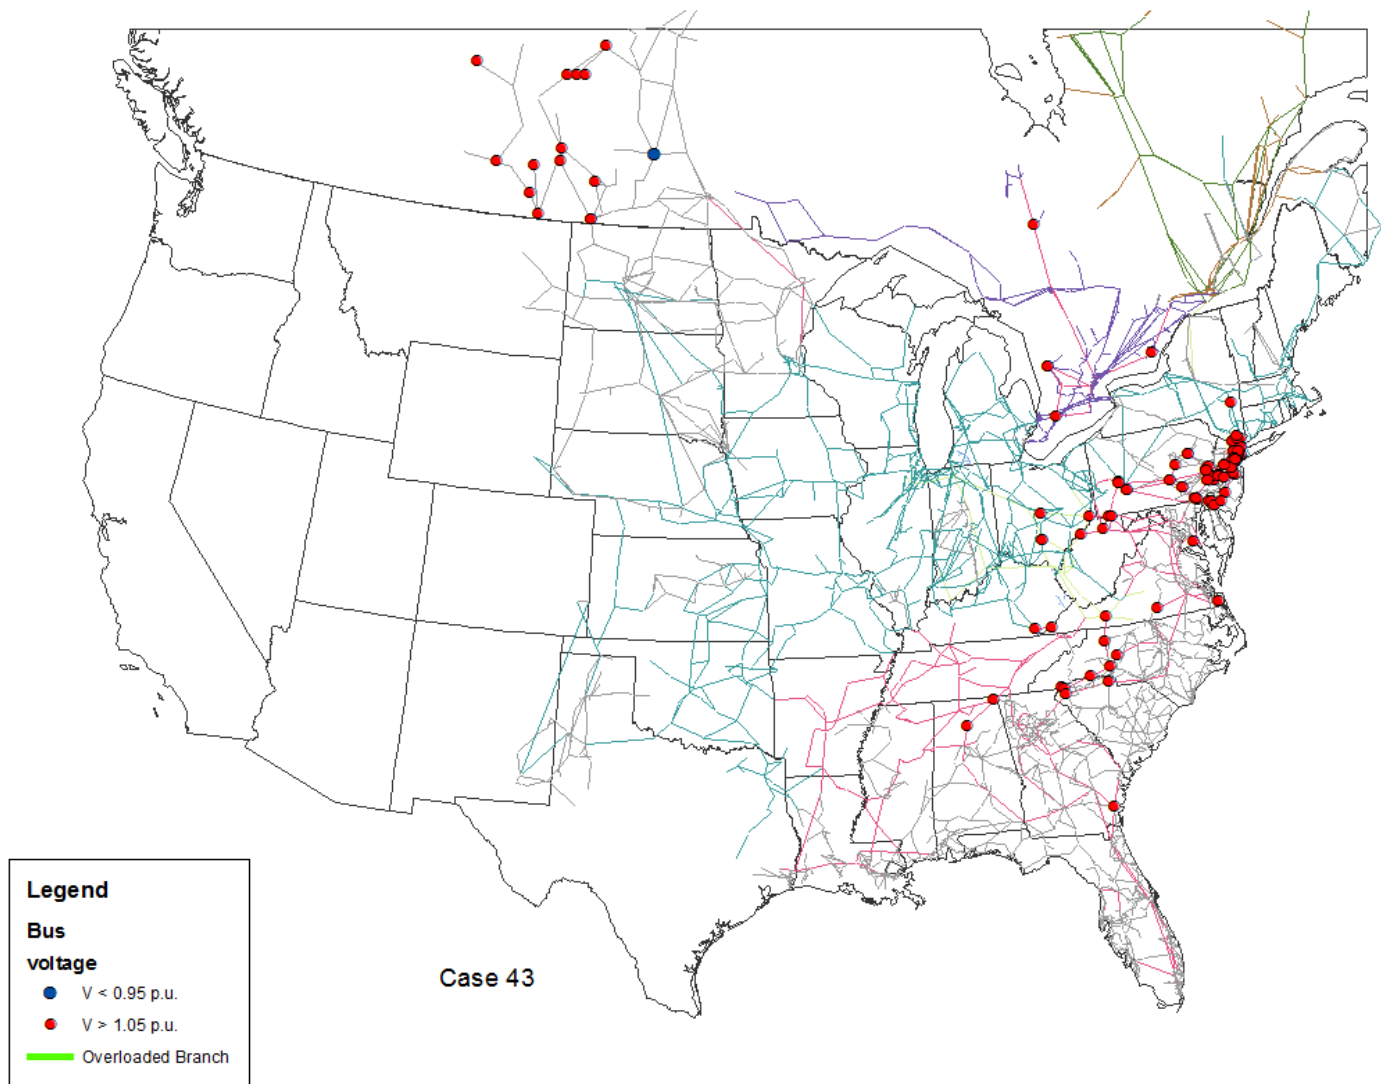 Legend
Bus
voltage
V < 0.95 p.u.
V > 1.05 p.u.
Overloaded Branch
Case 43